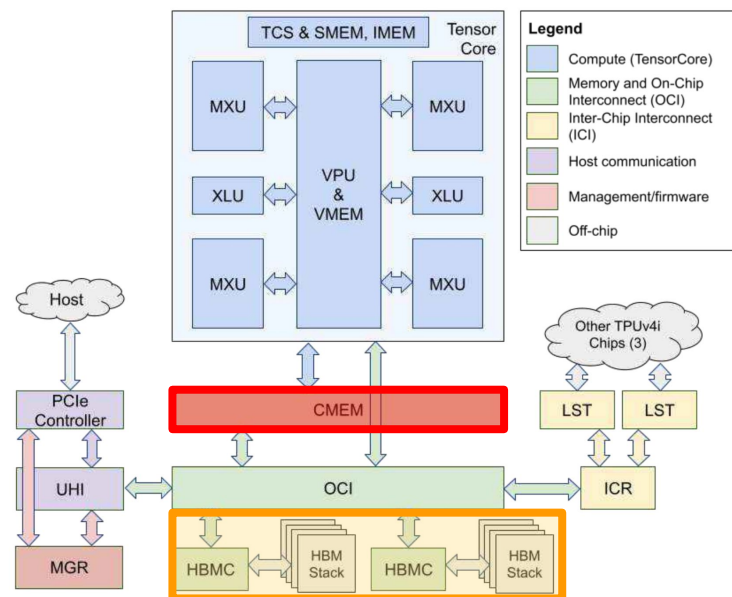 TCS & SMEM, IMEM
Tensor
Core
MXU
MXU
XLU
VPU
&
VMEM
XLU
MXU
MXU
Legend
Compute (TensorCore)
Memory and On-Chip
Interconnect (OCI)
Inter-Chip Interconnect
(ICI)
Host communication
Management/firmware
Off-chip
Host
Other TPUv4i
Chips (3)
PCIe
Controller
CMEM
LST
LST
UHI
OCI
ICR
MGR
HBMC
HBM
Stack
HBMC
HBM
Stack